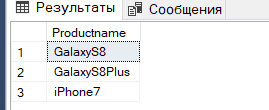 Результаты Сообщения
Productname
1 GalaxyS8
2 GalaxyS8Plus
3 iPhone7